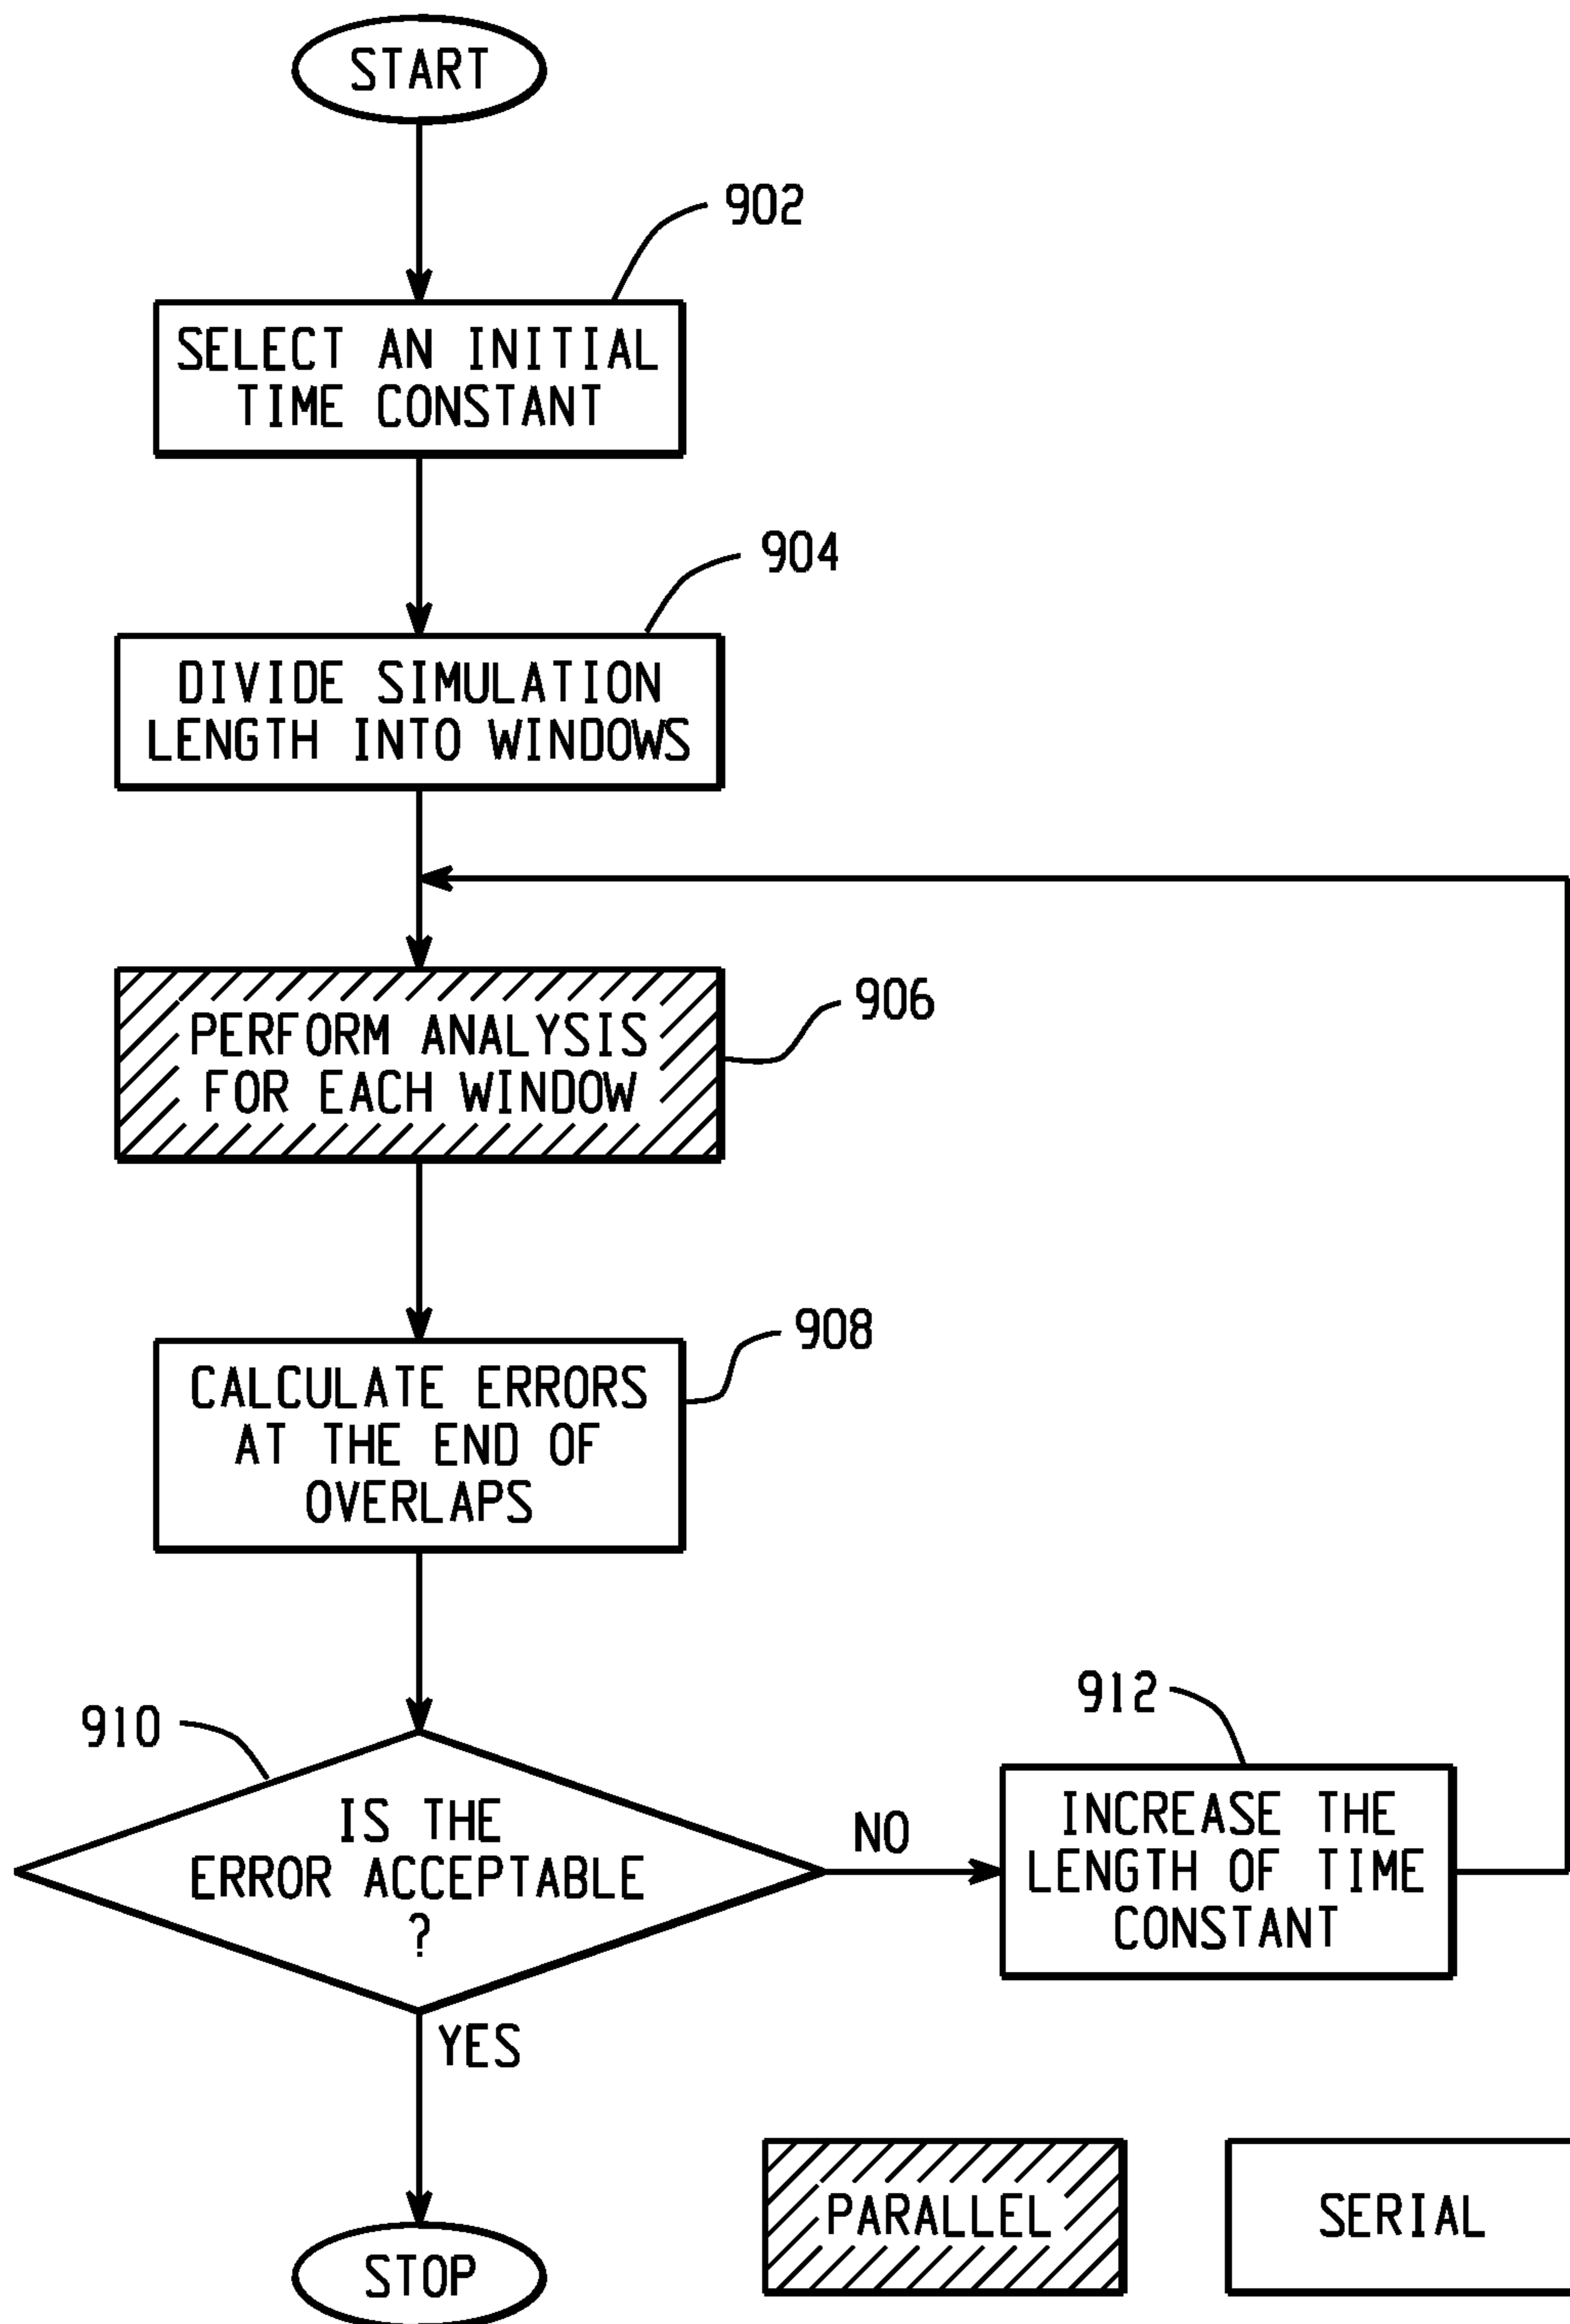 START
902
SELECT AN INITIAL
TIME CONSTANT
904
DIVIDE SIMULATION
LENGTH INTO WINDOWS
906
PERFORM ANALYSIS
FOR EACH WINDOW
908
CALCULATE ERRORS
AT THE END OF
OVERLAPS
910
IS THE
ERROR ACCEPTABLE
?
NO
912
INCREASE THE
LENGTH OF TIME
CONSTANT
YES
STOP
PARALLEL
SERIAL